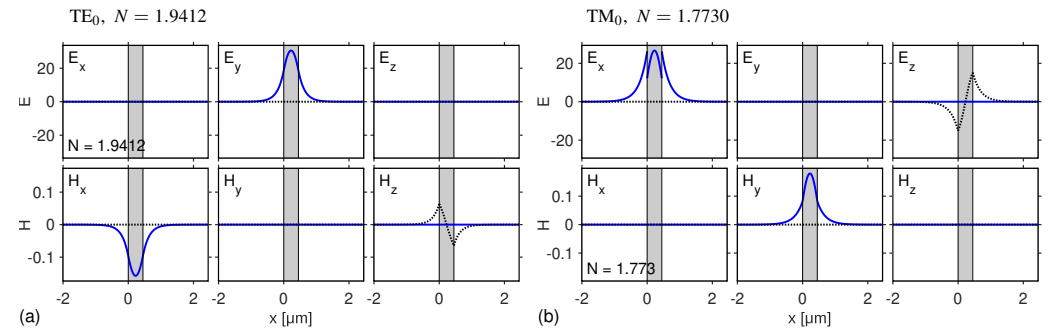 TE0, N = 1.9412
TM0, N = 1.7730
Ex
Ey
Ez
E
20
0
-20
N = 1.9412
Hx
Hy
Hz
H
0.1
0
-0.1
-2 0 2
-2 0 2
-2 0 2
(a)
x [µm]
Ex
Ey
Ez
E
20
0
-20
Hx
Hy
Hz
H
0.1
0
-0.1
N = 1.773
-2 0 2
-2 0 2
-2 0 2
(b)
x [µm]